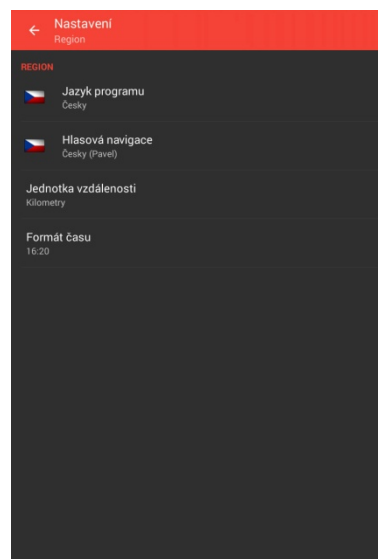 Nastavení
Region
REGION
Jazyk programu
Česky
Hlasová navigace
Česky (Pavel)
Jednotka vzdálenosti
Kilometry
Formát času
16:20